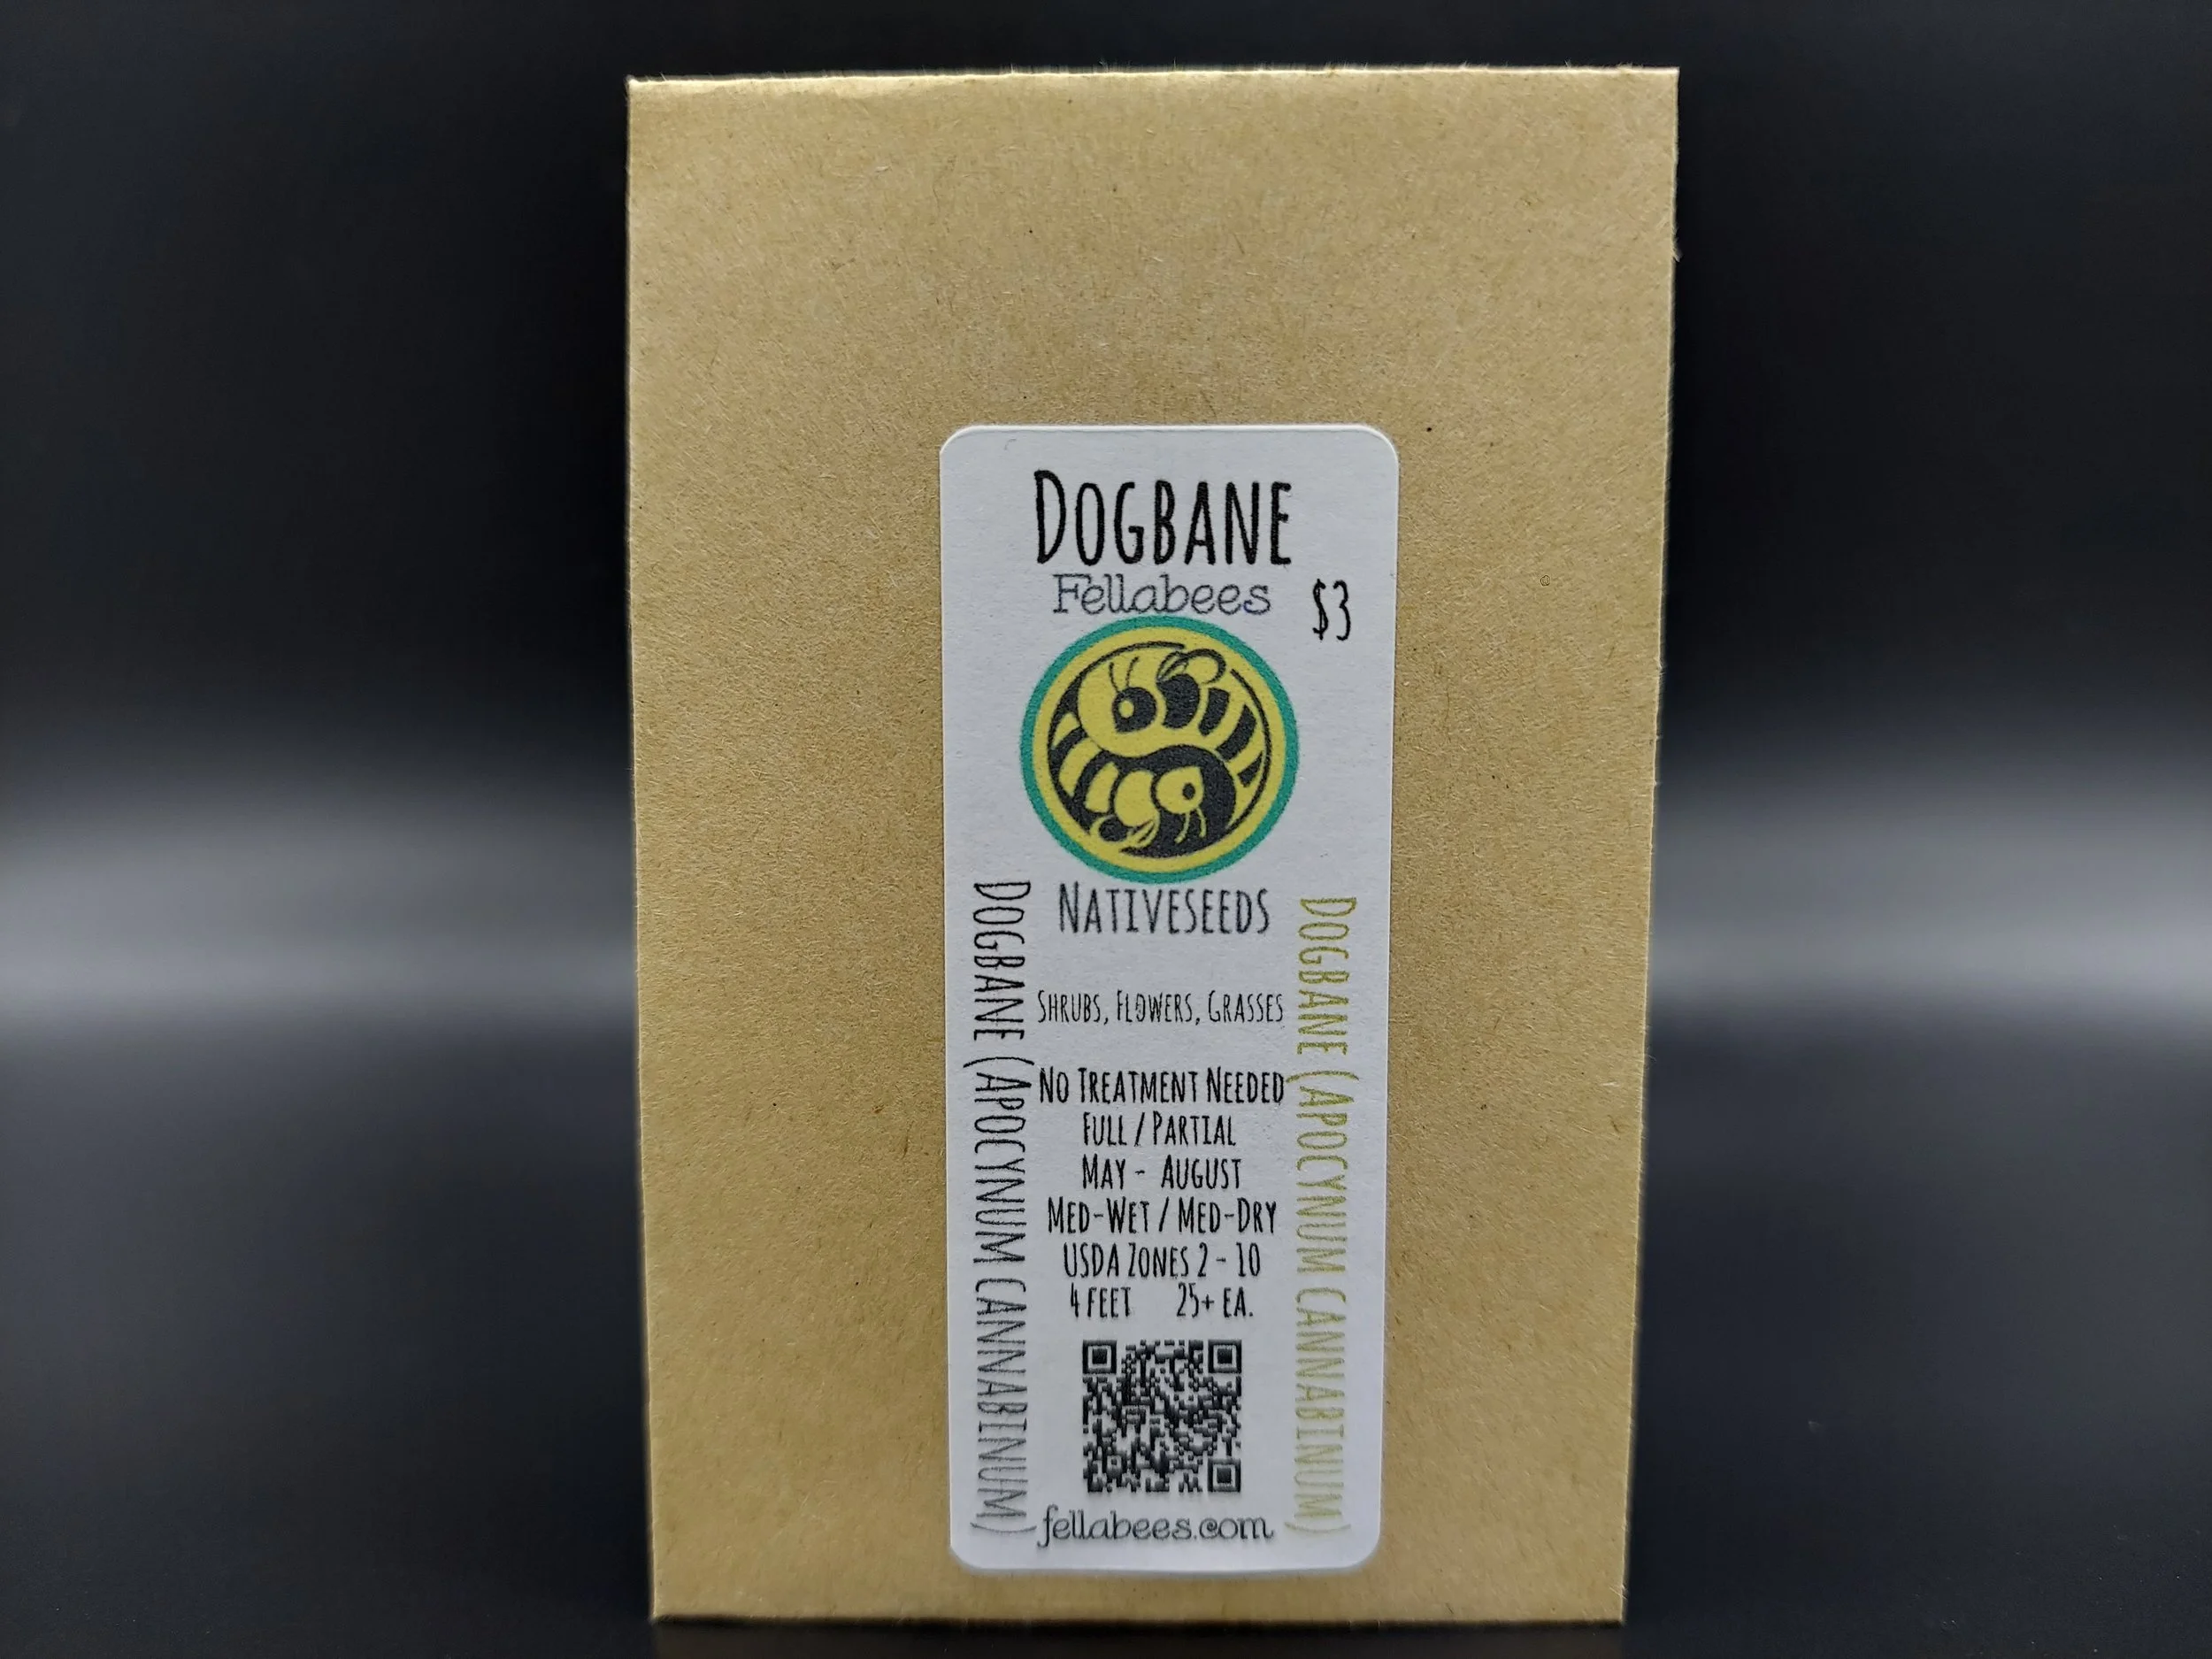 DOGBANE
Fellabees
$3
NATIVESEEDS
SHRUBS, FLOWERS, GRASSES
NO TREATMENT NEEDED
FULL / PARTIAL
MAY - AUGUST
MED-WET / MED-DRY
USDA ZONES 2 - 10
4 FEET 25+ EA.
fellabees.com
DOGBANE (APOCYNUM CANNABINUM)
DOGBANE (APOCYNUM CANNABINUM)